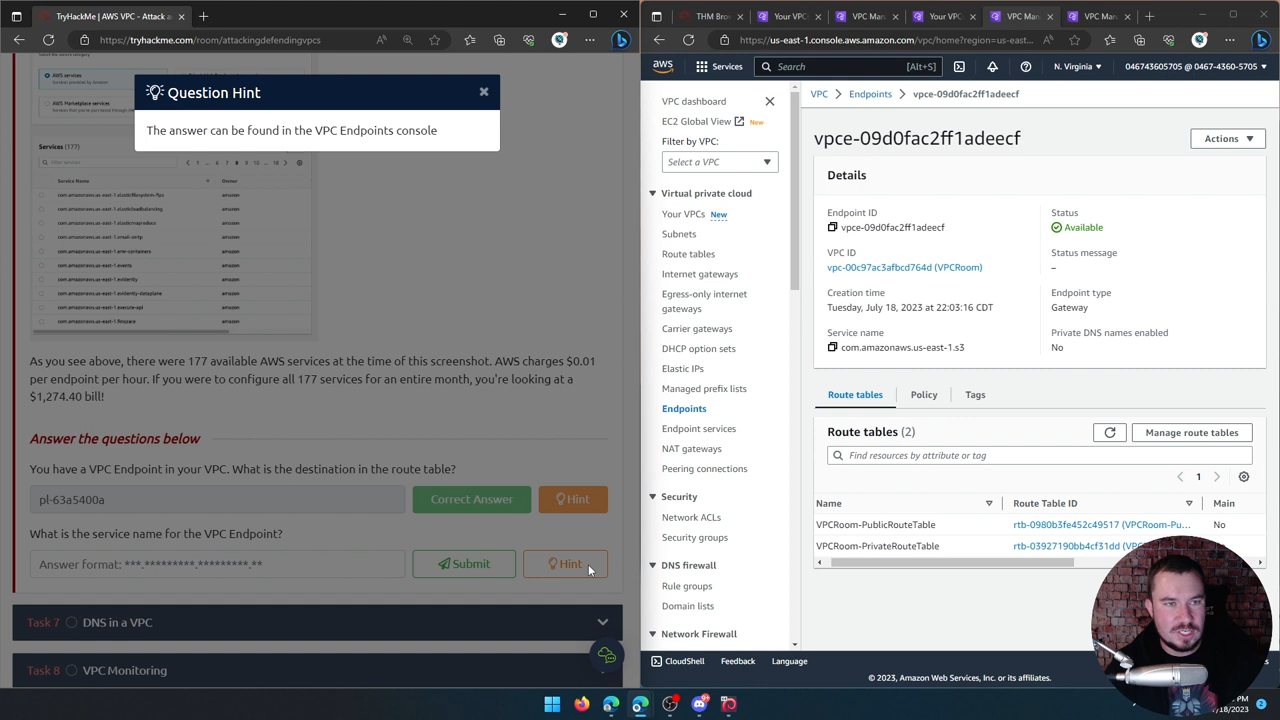 TryHackMe | AWS VPC - Attack a
https://tryhackme.com/room/attackingdefendingvpcs
AWS services
Services provided by Amazon
AWS Marketplace services
Services (177)
Filter services
Service Name
Owner
com.amazonaws.us-east-1.elasticfilesystem-fips
amazon
com.amazonaws.us-east-1.elasticloadbalancing
amazon
com.amazonaws.us-east-1.elasticmapreduce
amazon
com.amazonaws.us-east-1.email-smtp
amazon
com.amazonaws.us-east-1.emr-containers
amazon
com.amazonaws.us-east-1.events
amazon
com.amazonaws.us-east-1.evidently
amazon
com.amazonaws.us-east-1.evidently-dataplane
amazon
com.amazonaws.us-east-1.execute-api
amazon
com.amazonaws.us-east-1.finspace
amazon
Question Hint
The answer can be found in the VPC Endpoints console
As you see above, there were 177 available AWS services at the time of this screenshot. AWS charges $0.01
per endpoint per hour. If you were to configure all 177 services for an entire month, you're looking at a
$1,274.40 bill!
Answer the questions below
You have a VPC Endpoint in your VPC. What is the destination in the route table?
pl-63a5400a
Correct Answer
Hint
What is the service name for the VPC Endpoint?
Answer format: ***.*********.*********.**
Submit
Hint
Task 7 DNS in a VPC
Task 8 VPC Monitoring
THM Bro
Your VPC
VPC Man
Your VPC
VPC Man
VPC Man
https://us-east-1.console.aws.amazon.com/vpc/home?region=us-east...
aws
Services
Search
[Alt+S]
N. Virginia
046743605705 @ 0467-4360-5705
VPC dashboard
EC2 Global View New
Filter by VPC:
Select a VPC
Virtual private cloud
Your VPCs New
Subnets
Route tables
Internet gateways
Egress-only internet
gateways
Carrier gateways
DHCP option sets
Elastic IPs
Managed prefix lists
Endpoints
Endpoint services
NAT gateways
Peering connections
Security
Network ACLs
Security groups
DNS firewall
Rule groups
Domain lists
Network Firewall
VPC > Endpoints > vpce-09d0fac2ff1adeecf
vpce-09d0fac2ff1adeecf
Actions
Details
Endpoint ID
vpce-09d0fac2ff1adeecf
Status
Available
VPC ID
vpc-00c97ac3afbcd764d (VPCRoom)
Status message
–
Creation time
Tuesday, July 18, 2023 at 22:03:16 CDT
Endpoint type
Gateway
Service name
com.amazonaws.us-east-1.s3
Private DNS names enabled
No
Route tables
Policy
Tags
Route tables (2)
Manage route tables
Find resources by attribute or tag
1
Name
Route Table ID
Main
VPCRoom-PublicRouteTable
rtb-0980b3fe452c49517 (VPCRoom-Pu...
No
VPCRoom-PrivateRouteTable
rtb-03927190bb4cf31dd
CloudShell
Feedback
Language
© 2023, Amazon Web Services, Inc. or its affiliates.